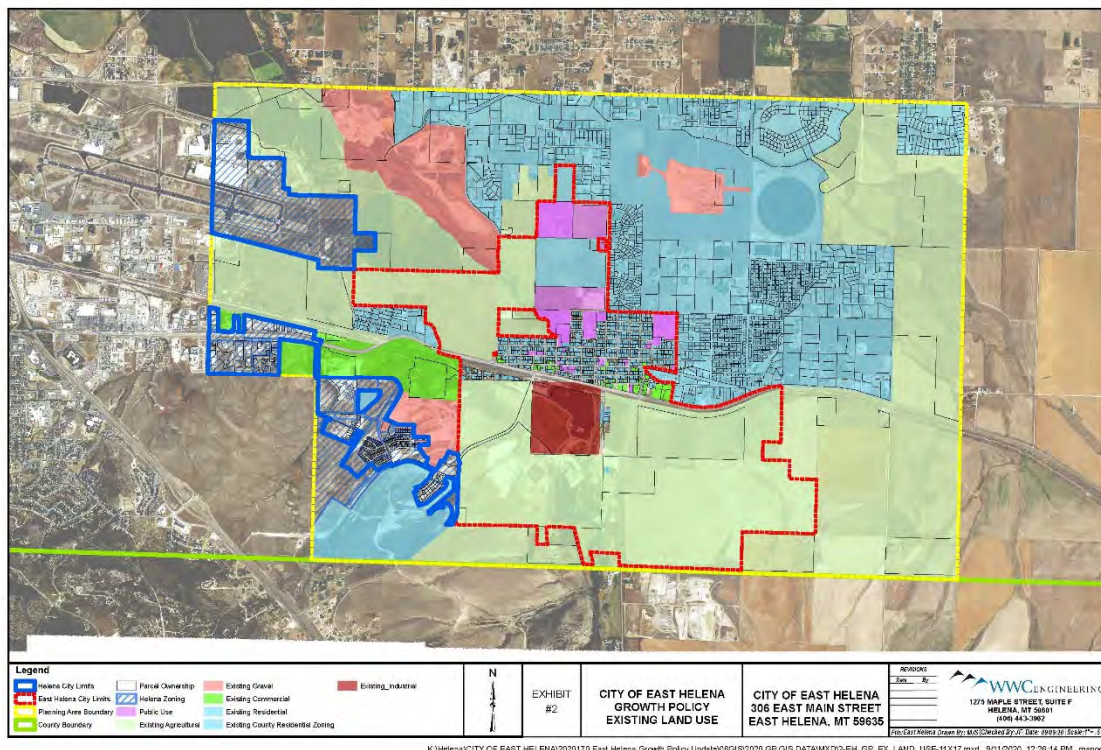 Legend
Helena City Limits
East Helena City Limits
Planning Area Boundary
County Boundary
Parcel Ownership
Helena Zoning
Public Use
Existing Agricultural
Existing Gravel
Existing Commercial
Existing Residential
Existing County Residential Zoning
Existing_Industrial
N
EXHIBIT
#2
CITY OF EAST HELENA
GROWTH POLICY
EXISTING LAND USE
CITY OF EAST HELENA
306 EAST MAIN STREET
EAST HELENA, MT 59635
REVISIONS
Date By
WWC ENGINEERING
1275 MAPLE STREET, SUITE F
HELENA, MT 59601
(406) 443-3962